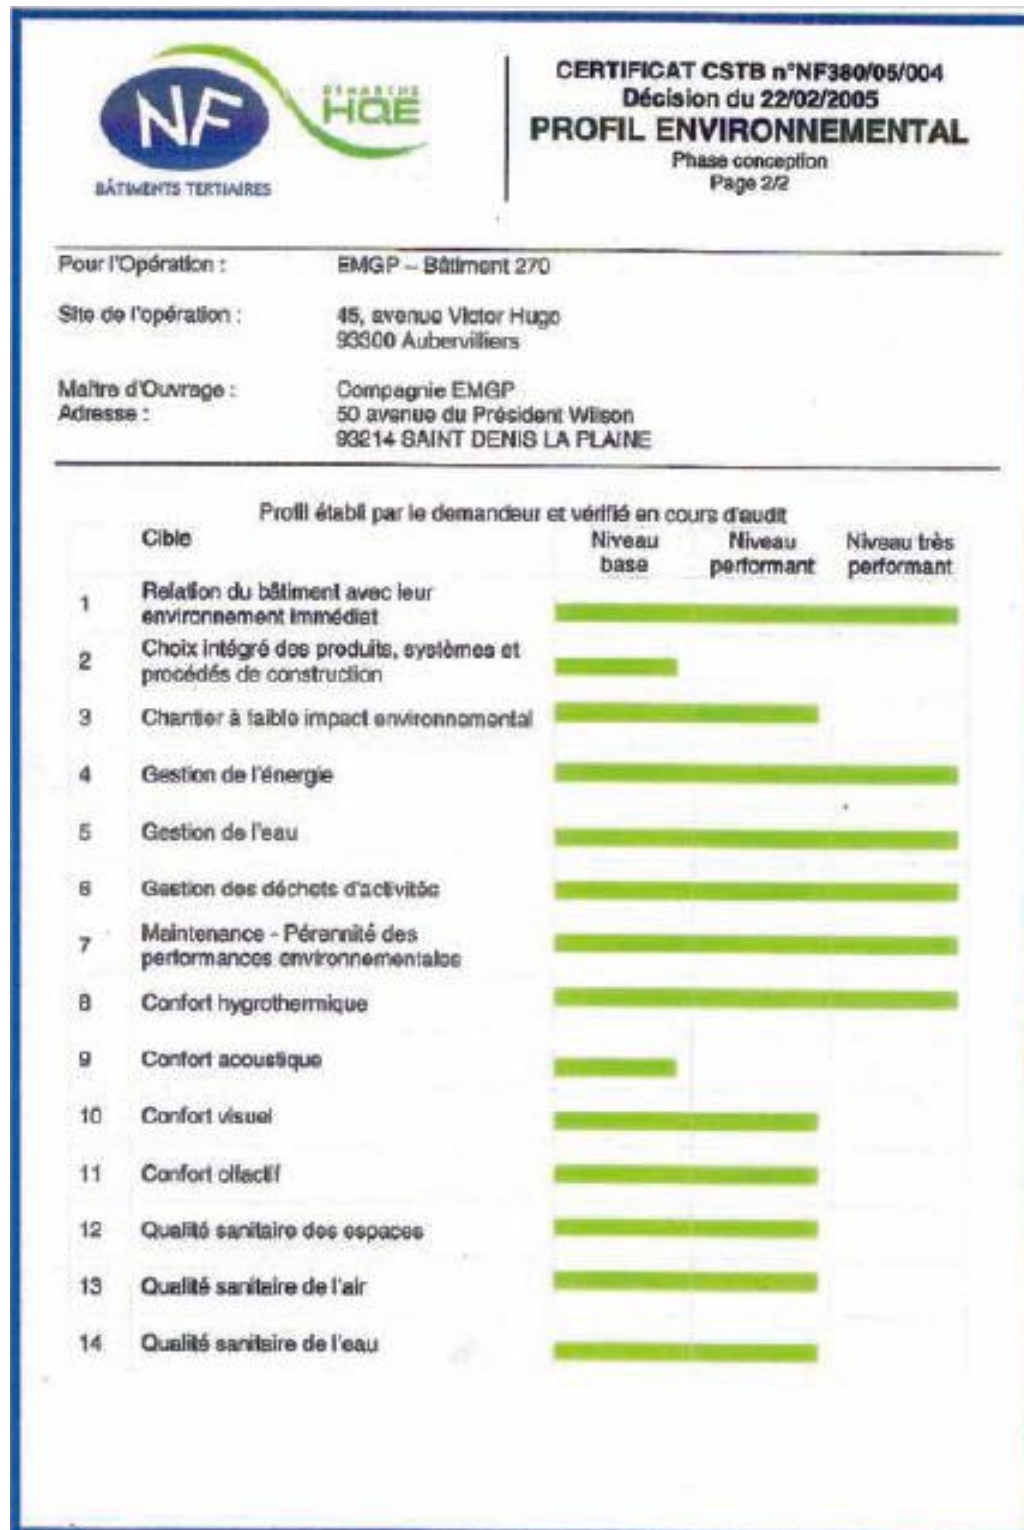 NF
DÉMARCHE
HQE
BÂTIMENTS TERTIAIRES
CERTIFICAT CSTB n°NF380/05/004
Décision du 22/02/2005
PROFIL ENVIRONNEMENTAL
Phase conception
Page 2/2
Pour l'Opération : EMGP – Bâtiment 270
Site de l'opération : 45, avenue Victor Hugo
93300 Aubervilliers
Maître d'Ouvrage : Compagnie EMGP
Adresse : 50 avenue du Président Wilson
93214 SAINT DENIS LA PLAINE
Profil établi par le demandeur et vérifié en cours d'audit
Cible Niveau base Niveau performant Niveau très performant
1 Relation du bâtiment avec leur
environnement immédiat
2 Choix intégré des produits, systèmes et
procédés de construction
3 Chantier à faible impact environnemental
4 Gestion de l'énergie
5 Gestion de l'eau
6 Gestion des déchets d'activités
7 Maintenance - Pérennité des
performances environnementales
8 Confort hygrothermique
9 Confort acoustique
10 Confort visuel
11 Confort olfactif
12 Qualité sanitaire des espaces
13 Qualité sanitaire de l'air
14 Qualité sanitaire de l'eau